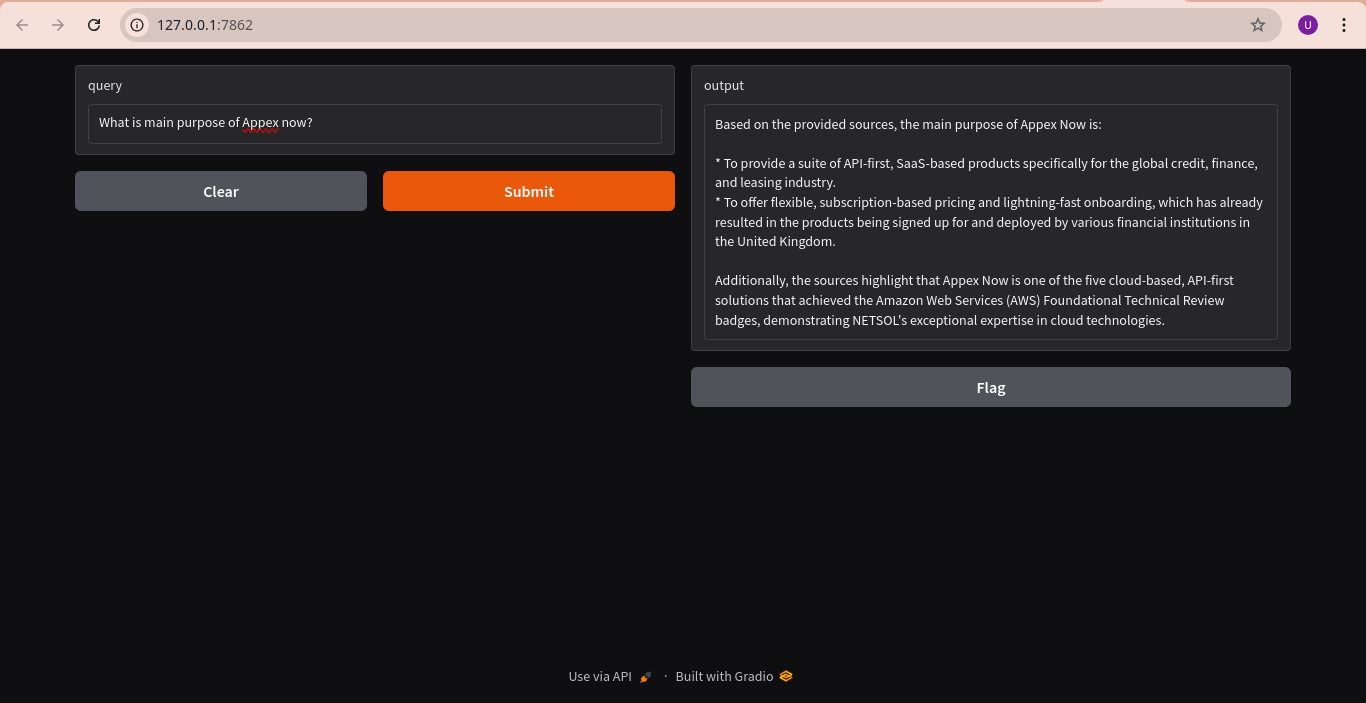 127.0.0.1:7862
U
query
What is main purpose of Appex now?
Clear
Submit
output
Based on the provided sources, the main purpose of Appex Now is:
* To provide a suite of API-first, SaaS-based products specifically for the global credit, finance,
and leasing industry.
* To offer flexible, subscription-based pricing and lightning-fast onboarding, which has already
resulted in the products being signed up for and deployed by various financial institutions in
the United Kingdom.
Additionally, the sources highlight that Appex Now is one of the five cloud-based, API-first
solutions that achieved the Amazon Web Services (AWS) Foundational Technical Review
badges, demonstrating NETSOL's exceptional expertise in cloud technologies.
Flag
Use via API · Built with Gradio